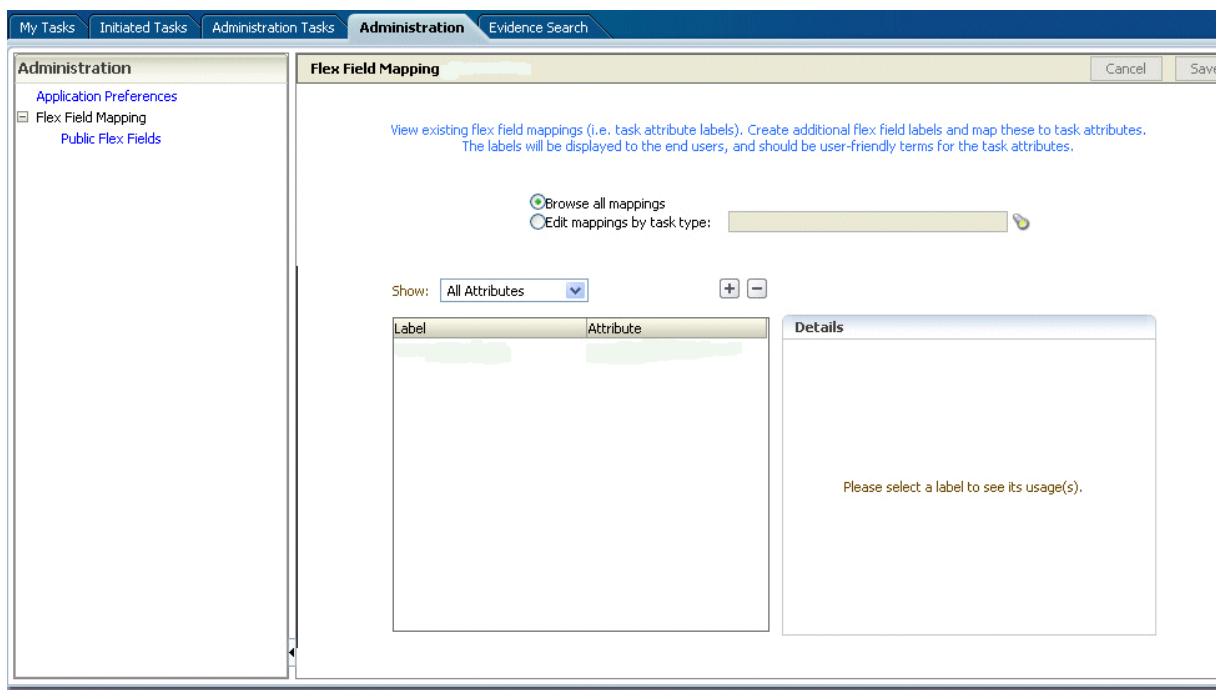 My Tasks Initiated Tasks Administration Tasks Administration Evidence Search
Administration
Application Preferences
Flex Field Mapping
Public Flex Fields
Flex Field Mapping Cancel Save
View existing flex field mappings (i.e. task attribute labels). Create additional flex field labels and map these to task attributes.
The labels will be displayed to the end users, and should be user-friendly terms for the task attributes.
Browse all mappings
Edit mappings by task type:
Show: All Attributes
Label Attribute
Details
Please select a label to see its usage(s).